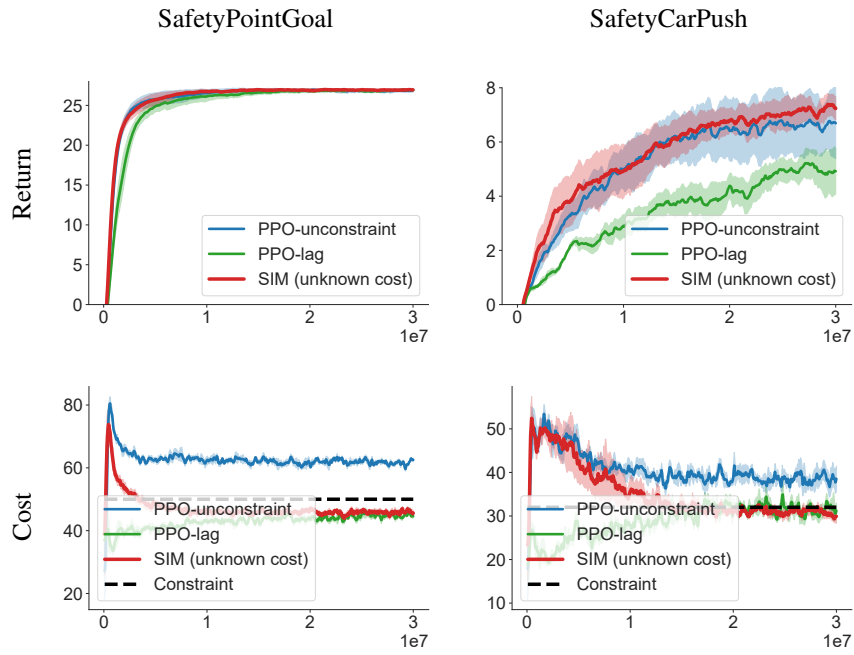 SafetyPointGoal
SafetyCarPush
Return
25
20
15
10
5
0
PPO-unconstraint
PPO-lag
SIM (unknown cost)
0
1
2
3
1e7
8
6
4
2
0
PPO-unconstraint
PPO-lag
SIM (unknown cost)
0
1
2
3
1e7
Cost
80
60
40
20
PPO-unconstraint
PPO-lag
SIM (unknown cost)
Constraint
0
1
2
3
1e7
50
40
30
20
10
PPO-unconstraint
PPO-lag
SIM (unknown cost)
Constraint
0
1
2
3
1e7